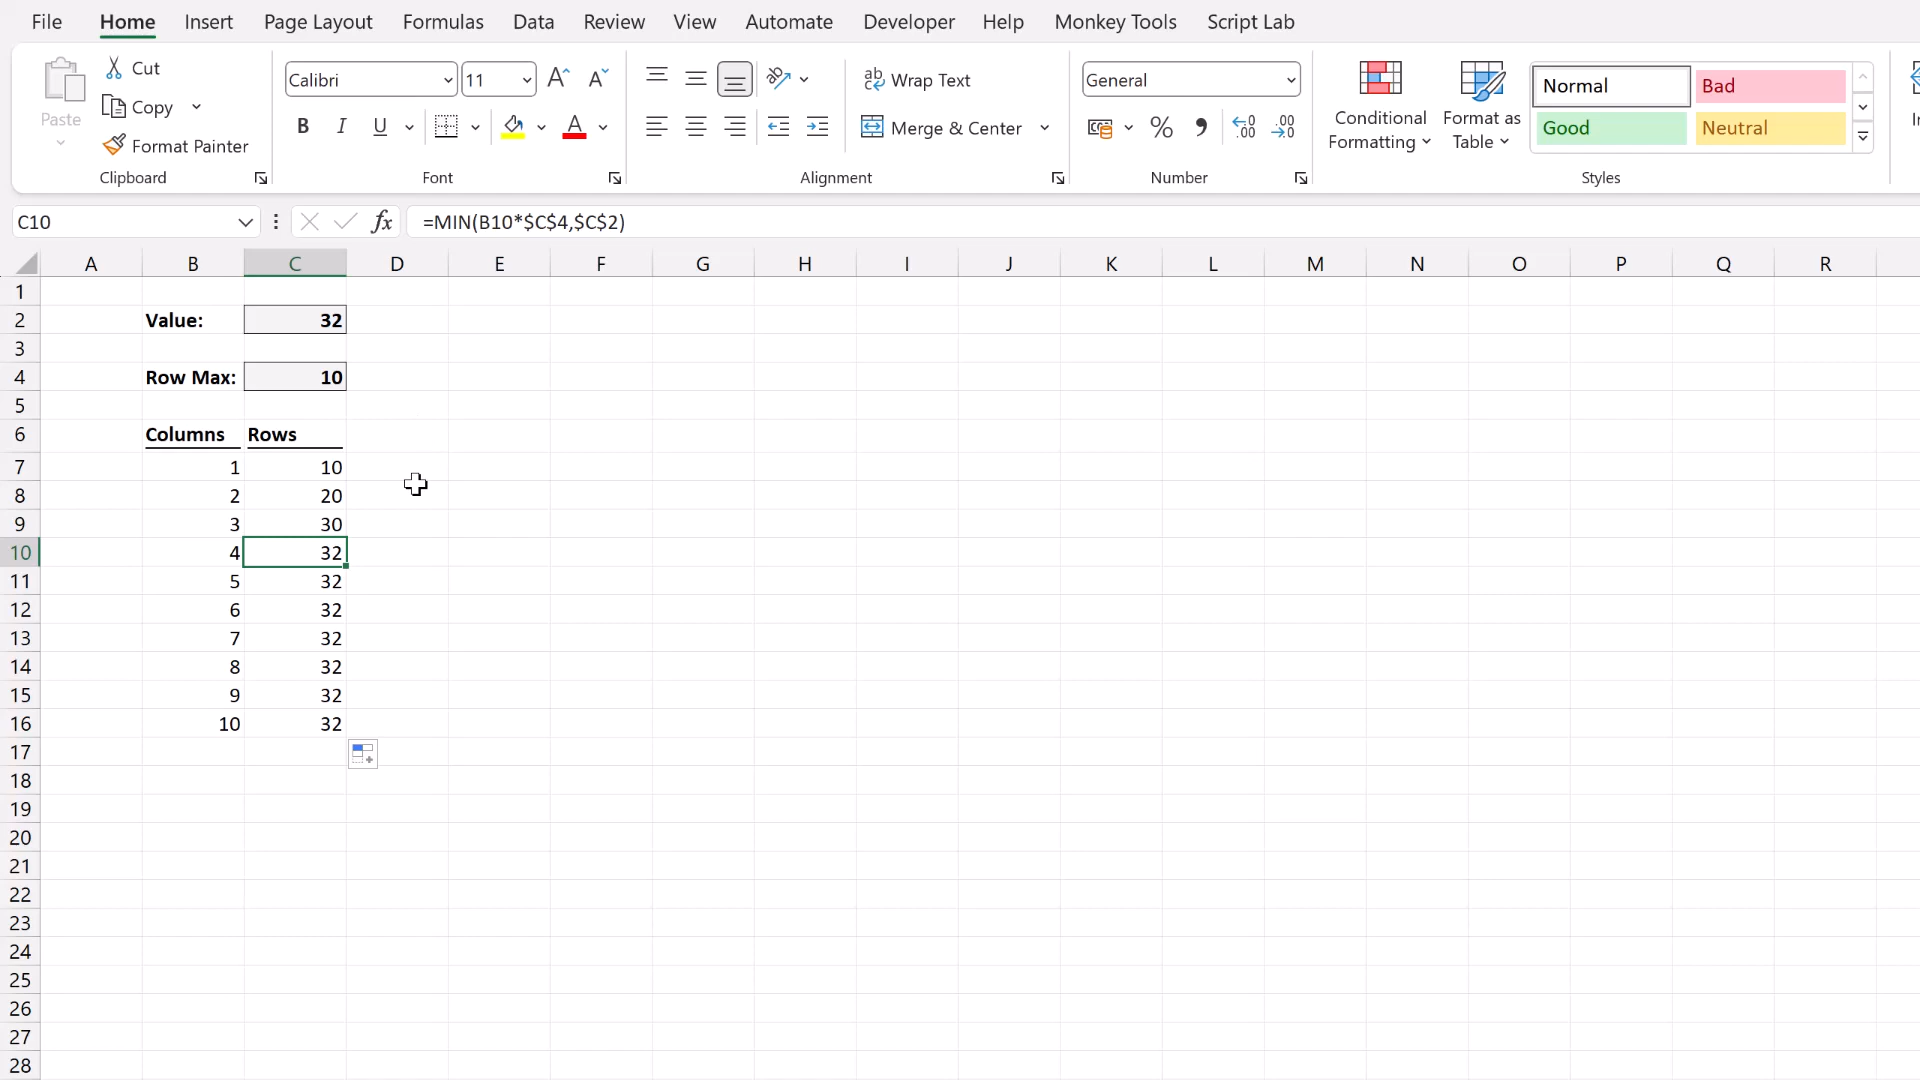 File Home Insert Page Layout Formulas Data Review View Automate Developer Help Monkey Tools Script Lab
Paste
Cut
Copy
Format Painter
Clipboard
Calibri 11
B I U A
Font
Wrap Text
Merge & Center
Alignment
General
Number
Conditional Formatting
Format as Table
Normal Bad
Good Neutral
Styles
C10 fx =MIN(B10*$C$4,$C$2)
A B C D E F G H I J K L M N O P Q R
1
2 Value: 32
3
4 Row Max: 10
5
6 Columns Rows
7 1 10
8 2 20
9 3 30
10 4 32
11 5 32
12 6 32
13 7 32
14 8 32
15 9 32
16 10 32
17
18
19
20
21
22
23
24
25
26
27
28